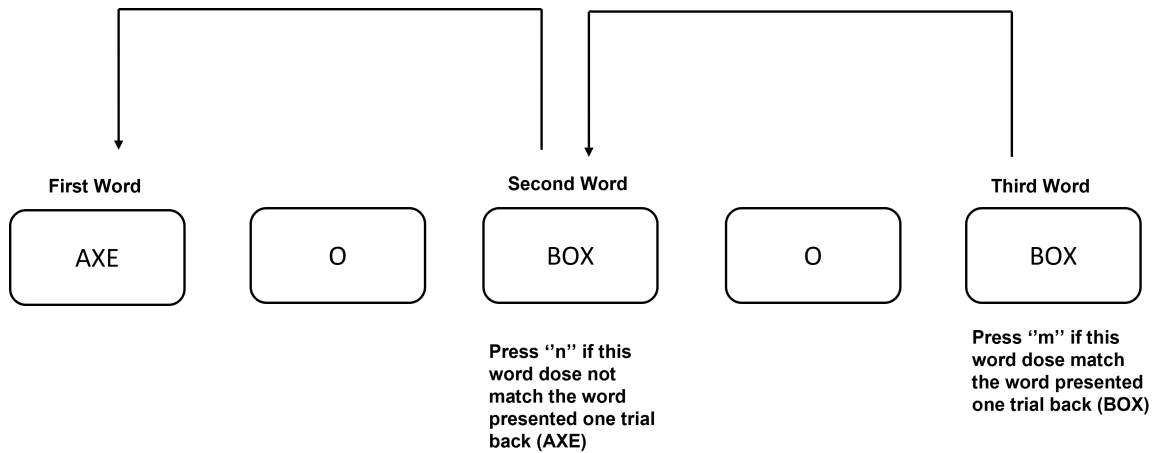 First Word
Second Word
Third Word
AXE
O
BOX
O
BOX
Press ‘’n’’ if this
word dose not
match the word
presented one trial
back (AXE)
Press ‘’m’’ if this
word dose match
the word presented
one trial back (BOX)